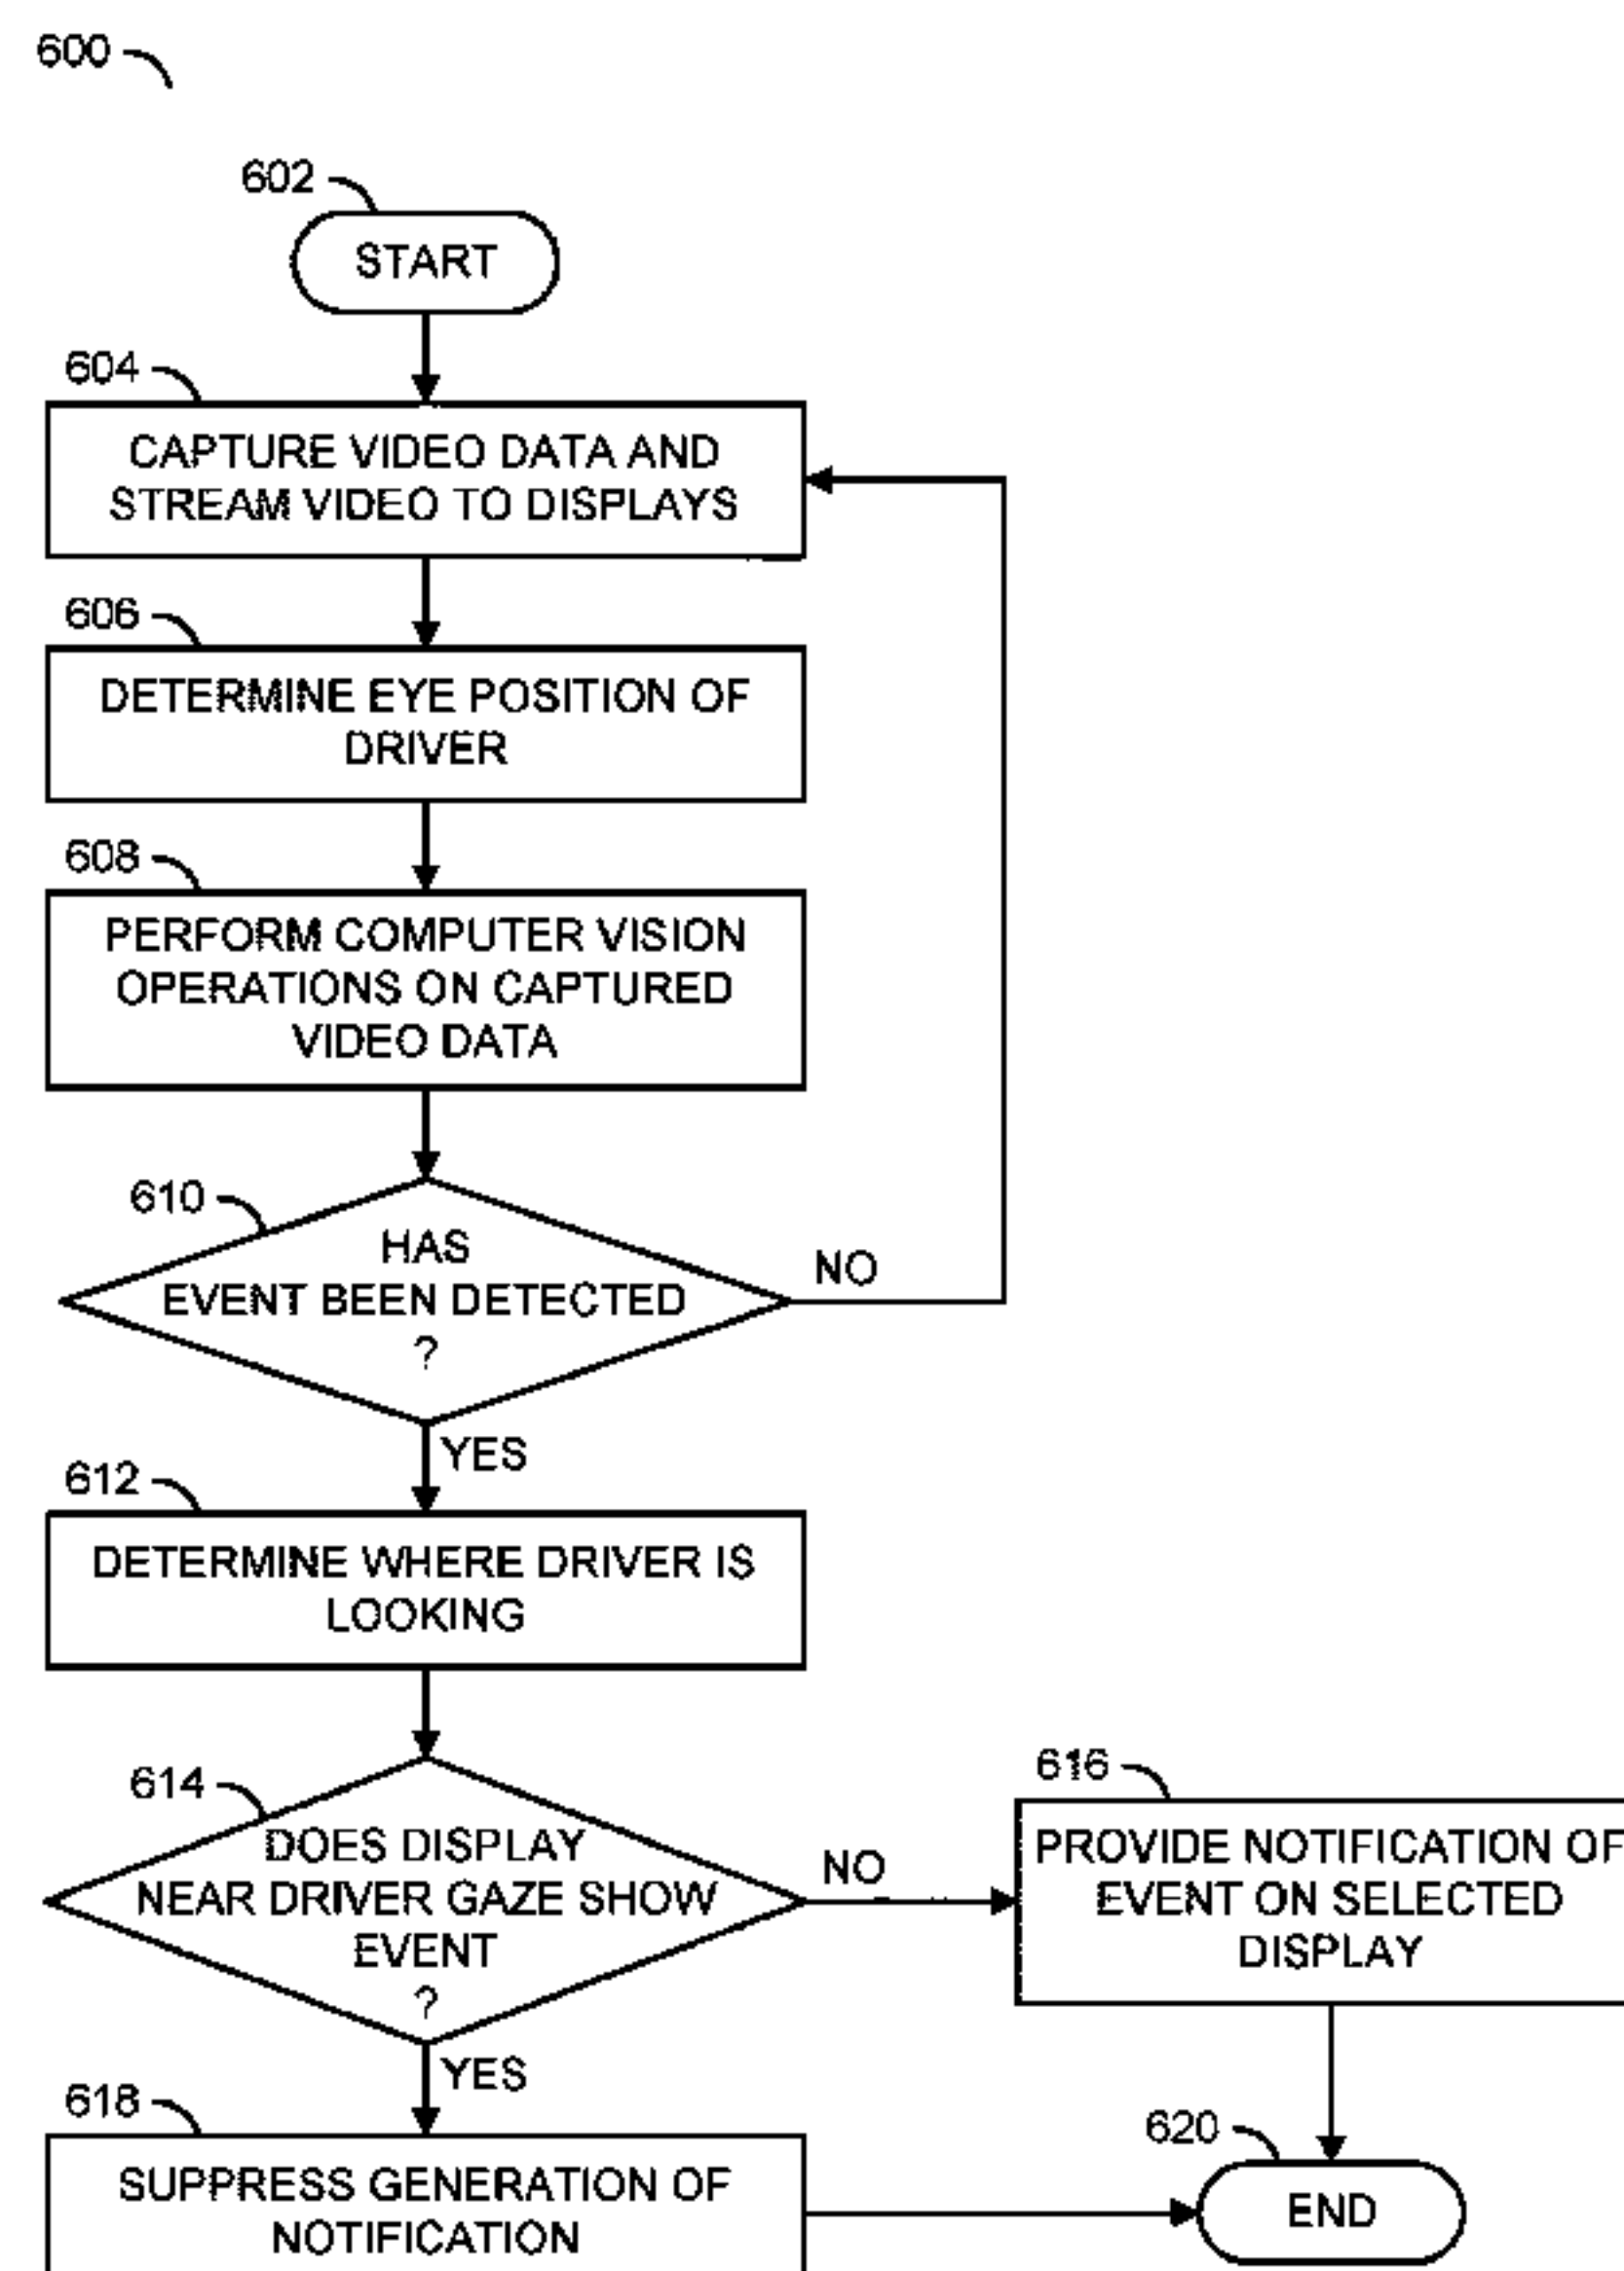 600
602
START
604
CAPTURE VIDEO DATA AND
STREAM VIDEO TO DISPLAYS
606
DETERMINE EYE POSITION OF
DRIVER
608
PERFORM COMPUTER VISION
OPERATIONS ON CAPTURED
VIDEO DATA
610
HAS
EVENT BEEN DETECTED
?
NO
YES
612
DETERMINE WHERE DRIVER IS
LOOKING
614
DOES DISPLAY
NEAR DRIVER GAZE SHOW
EVENT
?
NO
616
PROVIDE NOTIFICATION OF
EVENT ON SELECTED
DISPLAY
YES
618
SUPPRESS GENERATION OF
NOTIFICATION
620
END